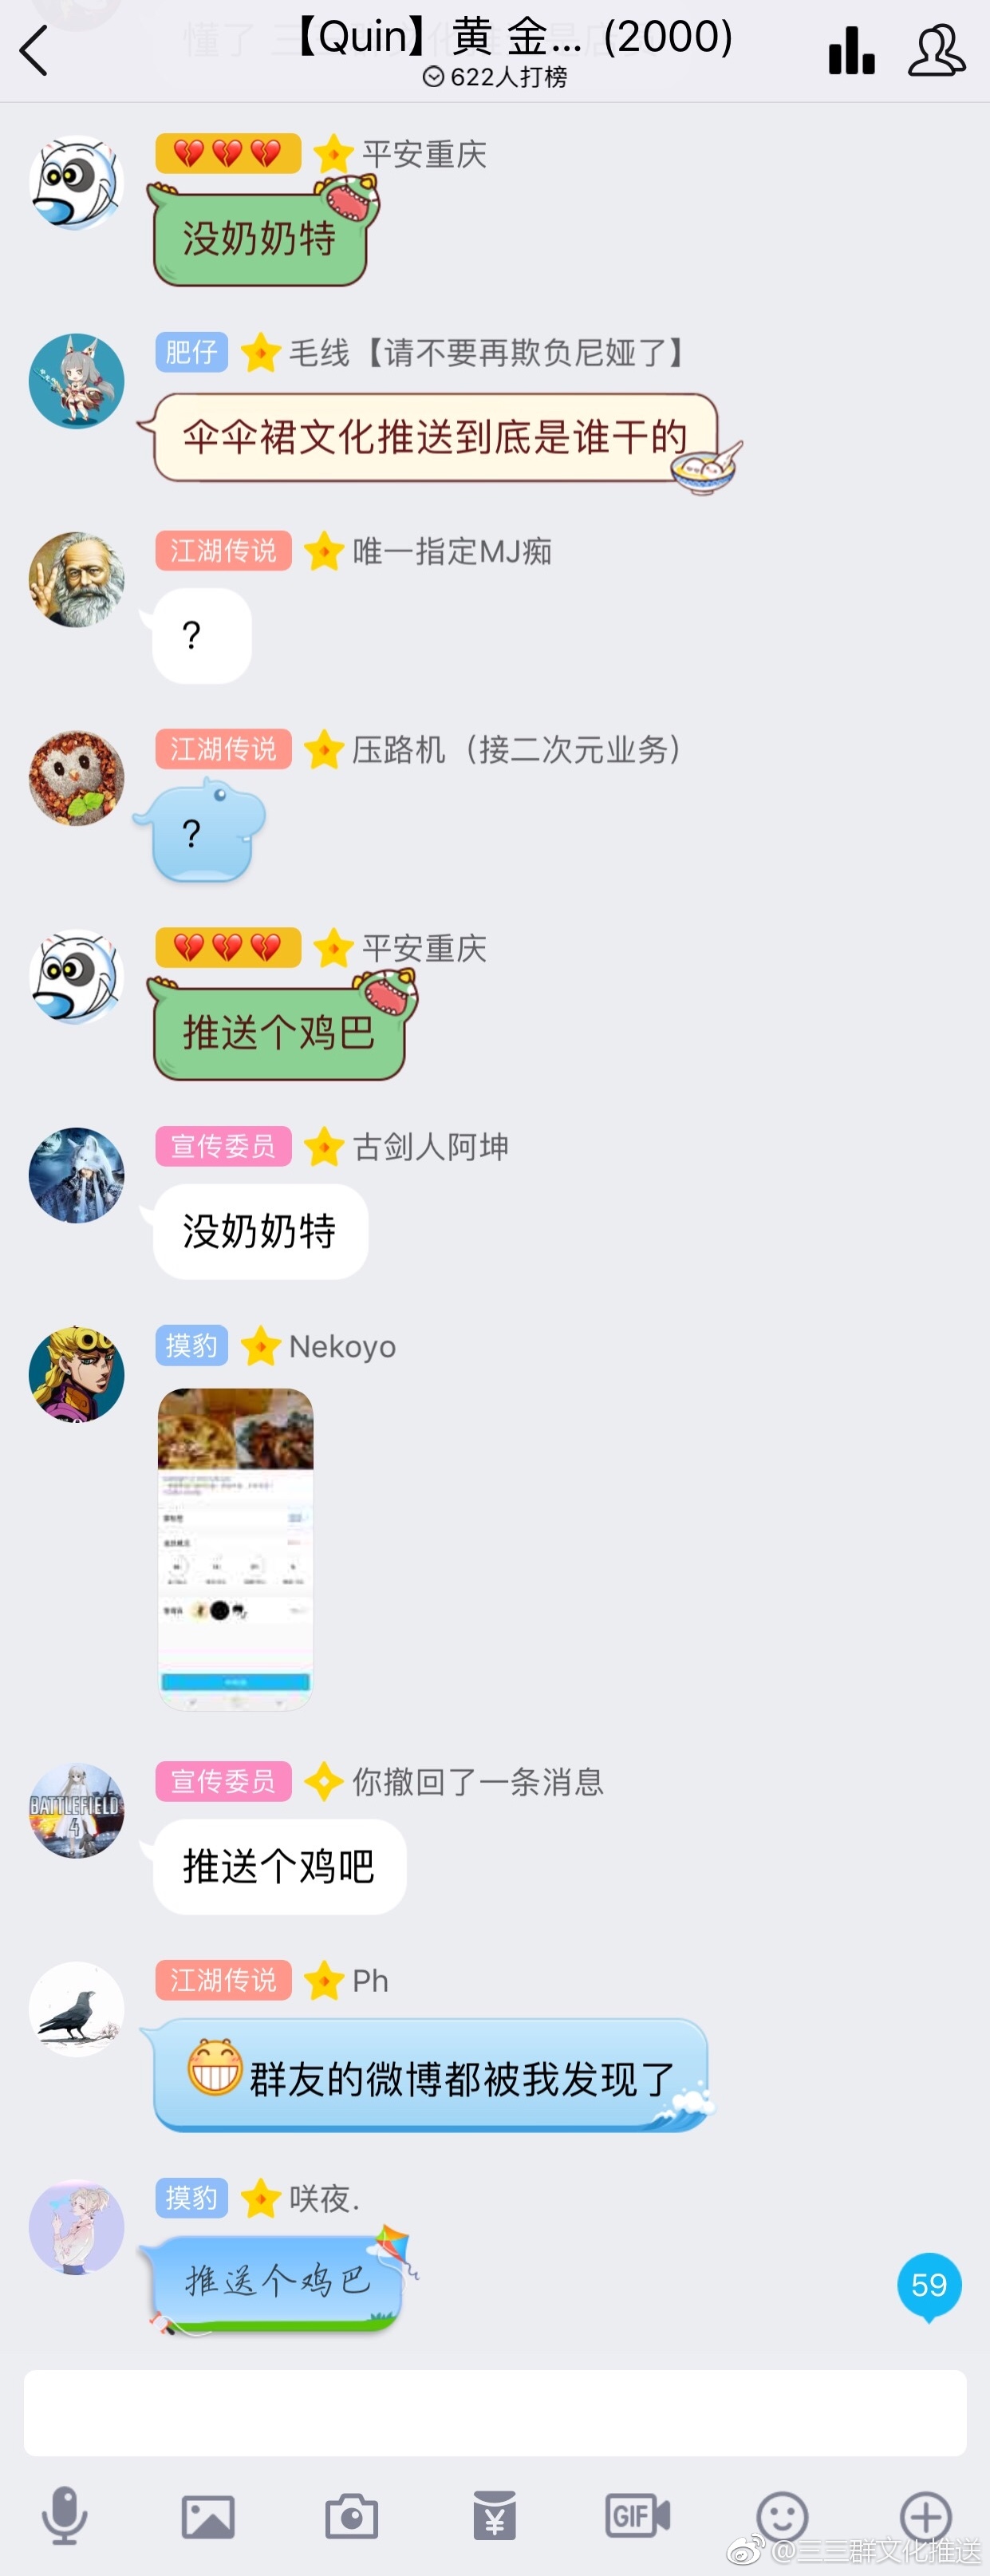 【Quin】黄 金... (2000)
622人打榜
平安重庆
没奶奶特
肥仔 毛线【请不要再欺负尼娅了】
伞伞裙文化推送到底是谁干的
江湖传说 唯一指定MJ痴
?
江湖传说 压路机（接二次元业务）
?
平安重庆
推送个鸡巴
宣传委员 古剑人阿坤
没奶奶特
摸豹 Nekoyo
宣传委员 你撤回了一条消息
BATTLEFIELD
4
推送个鸡吧
江湖传说 Ph
群友的微博都被我发现了
摸豹 咲夜.
推送个鸡巴
59
GIF
@三三群文化推送